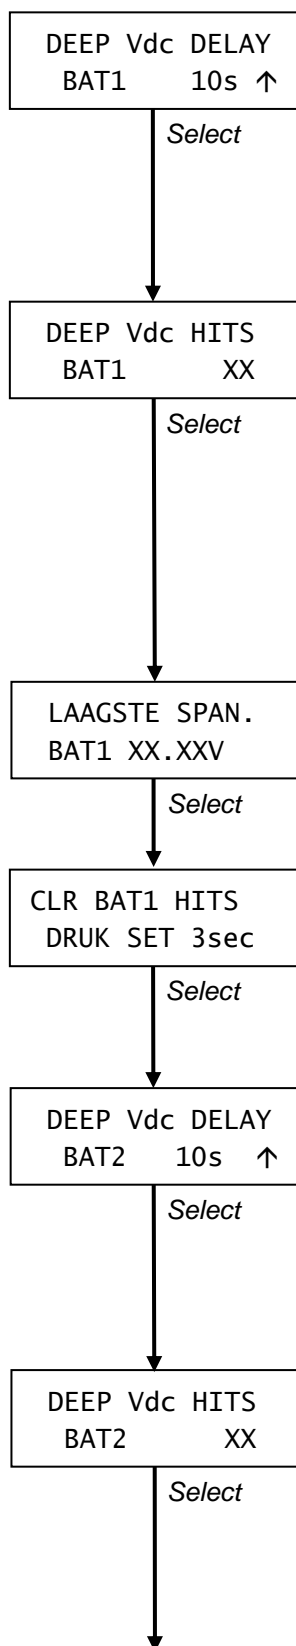 DEEP Vdc DELAY
BAT1 10s ↑
Select
DEEP Vdc HITS
BAT1 XX
Select
LAAGSTE SPAN.
BAT1 XX.XXV
Select
CLR BAT1 HITS
DRUK SET 3sec
Select
DEEP Vdc DELAY
BAT2 10s ↑
Select
DEEP Vdc HITS
BAT2 XX
Select